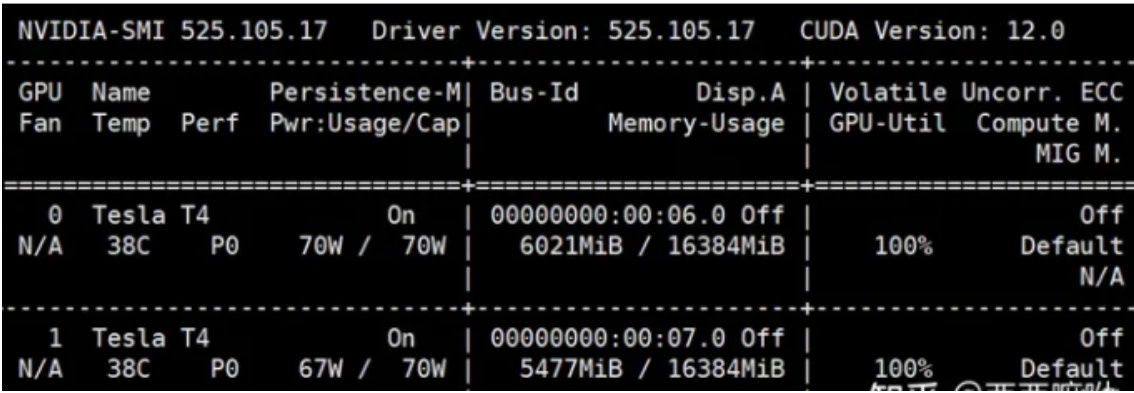 NVIDIA-SMI 525.105.17   Driver Version: 525.105.17   CUDA Version: 12.0
-------------------------------+----------------------+----------------------
GPU  Name        Persistence-M| Bus-Id        Disp.A | Volatile Uncorr. ECC
Fan  Temp  Perf  Pwr:Usage/Cap|         Memory-Usage | GPU-Util  Compute M.
                              |                      |               MIG M.
===============================+======================+======================
  0  Tesla T4            On   | 00000000:00:06.0 Off |                  Off
N/A   38C    P0    70W /  70W |   6021MiB / 16384MiB |    100%      Default
                              |                      |                  N/A
-------------------------------+----------------------+----------------------
  1  Tesla T4            On   | 00000000:00:07.0 Off |                  Off
N/A   38C    P0    67W /  70W |   5477MiB / 16384MiB |    100%      Default